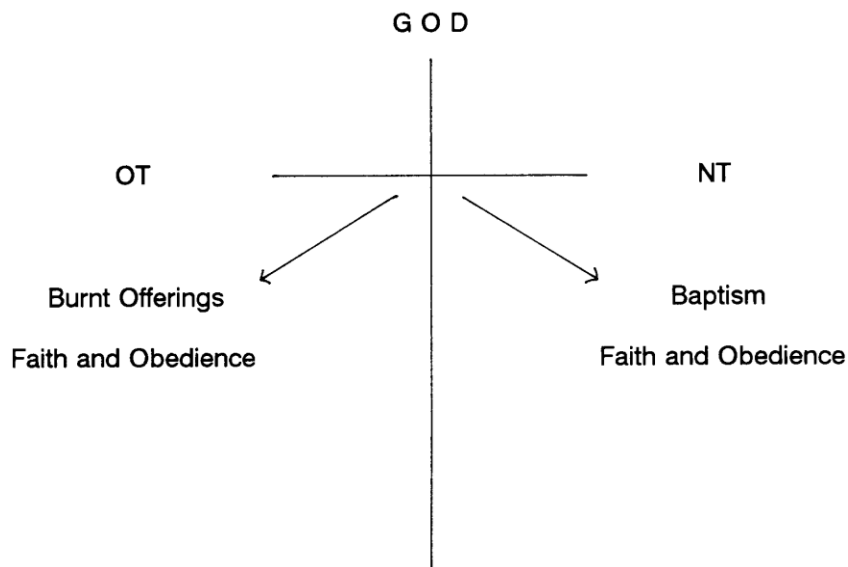 G O D
OT
NT
Burnt Offerings
Baptism
Faith and Obedience
Faith and Obedience